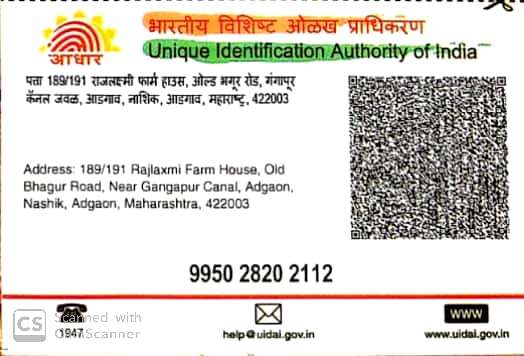 भारतीय विशिष्ट ओळख प्राधिकरण
Unique Identification Authority of India
आधार
पत्ता 189/191 राजलक्ष्मी फार्म हाउस, ओल्ड भगूर रोड, गंगापूर
कॅनल जवळ, आडगाव, नाशिक, आडगाव, महाराष्ट्र, 422003
Address: 189/191 Rajlaxmi Farm House, Old
Bhagur Road, Near Gangapur Canal, Adgaon,
Nashik, Adgaon, Maharashtra, 422003
9950 2820 2112
1947
help@uidai.gov.in
WWW
www.uidai.gov.in
CS Scanned with
CamScanner